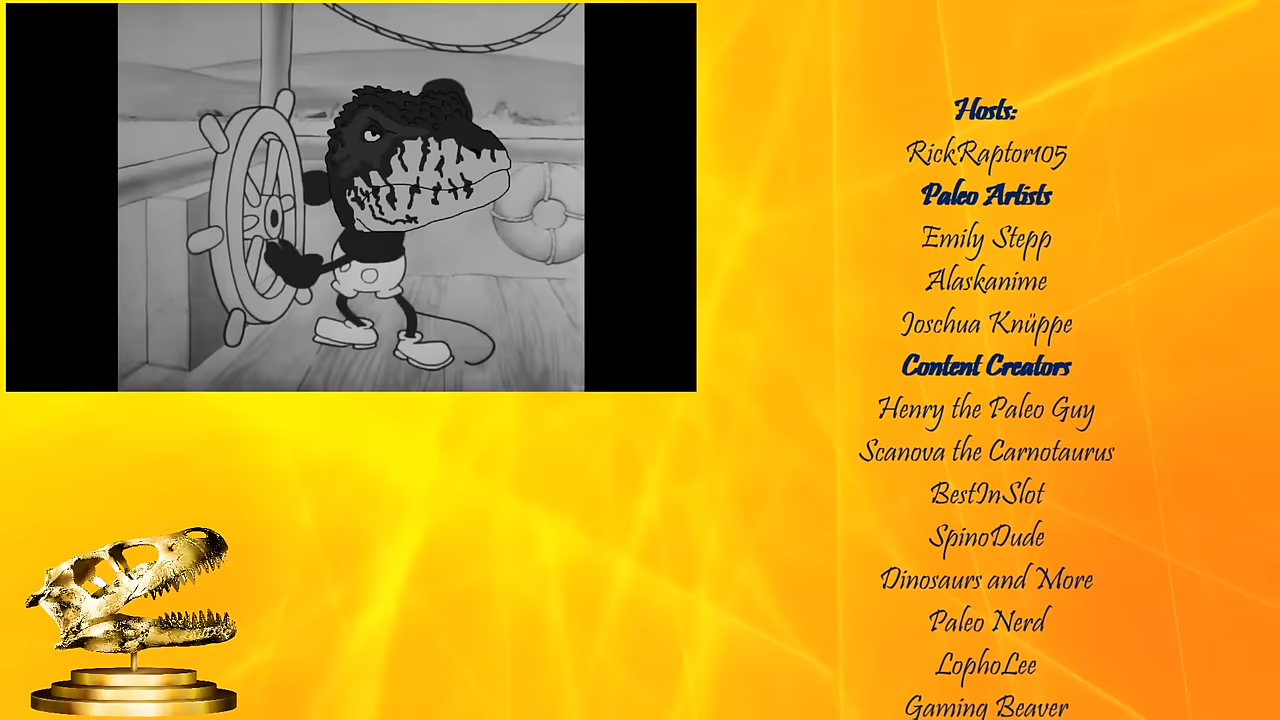 Hosts:
RickRaptor105
Paleo Artists
Emily Stepp
Alaskanime
Joschua Knüppe
Content Creators
Henry the Paleo Guy
Scanova the Carnotaurus
BestInSlot
SpinoDude
Dinosaurs and More
Paleo Nerd
LophoLee
Gaming Beaver